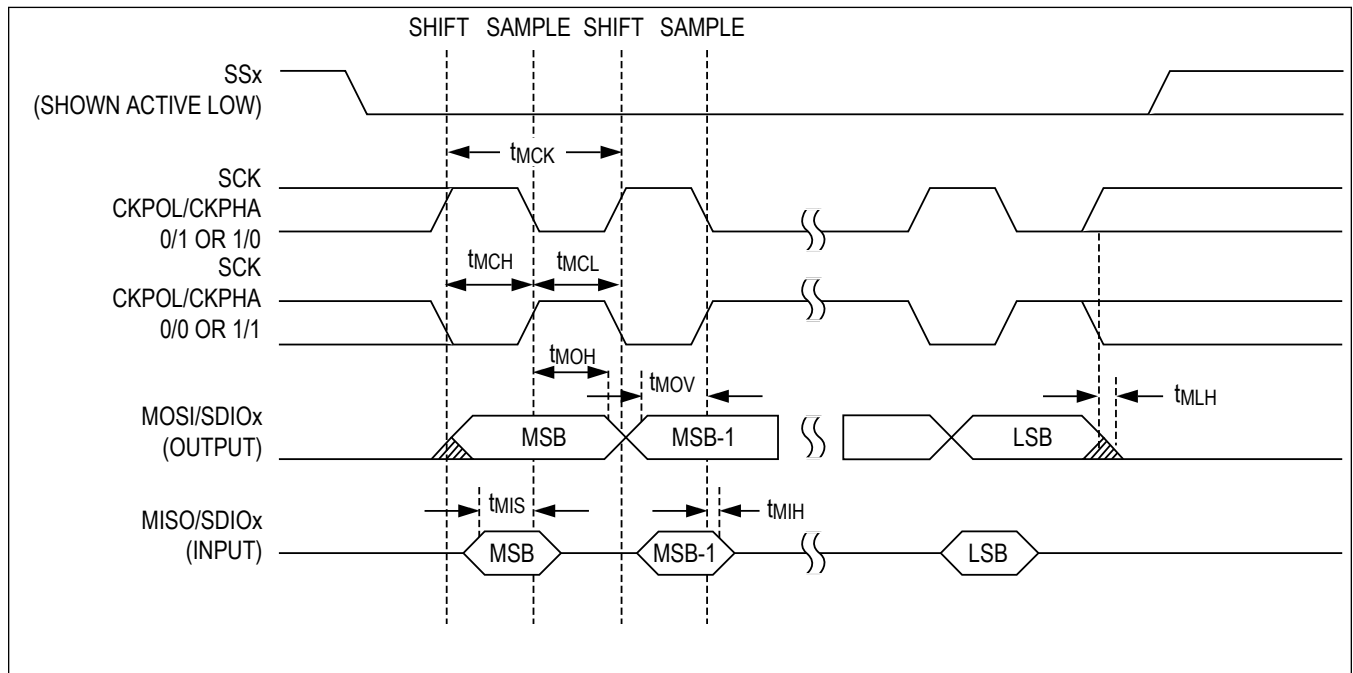 SHIFT SAMPLE SHIFT SAMPLE
SSx
(SHOWN ACTIVE LOW)
tMCK
SCK
CKPOL/CKPHA
0/1 OR 1/0
tMCH tMCL
SCK
CKPOL/CKPHA
0/0 OR 1/1
tMOH
tMOV
tMLH
MOSI/SDIOx
(OUTPUT)
MSB MSB-1 LSB
tMIS
tMIH
MISO/SDIOx
(INPUT)
MSB MSB-1 LSB